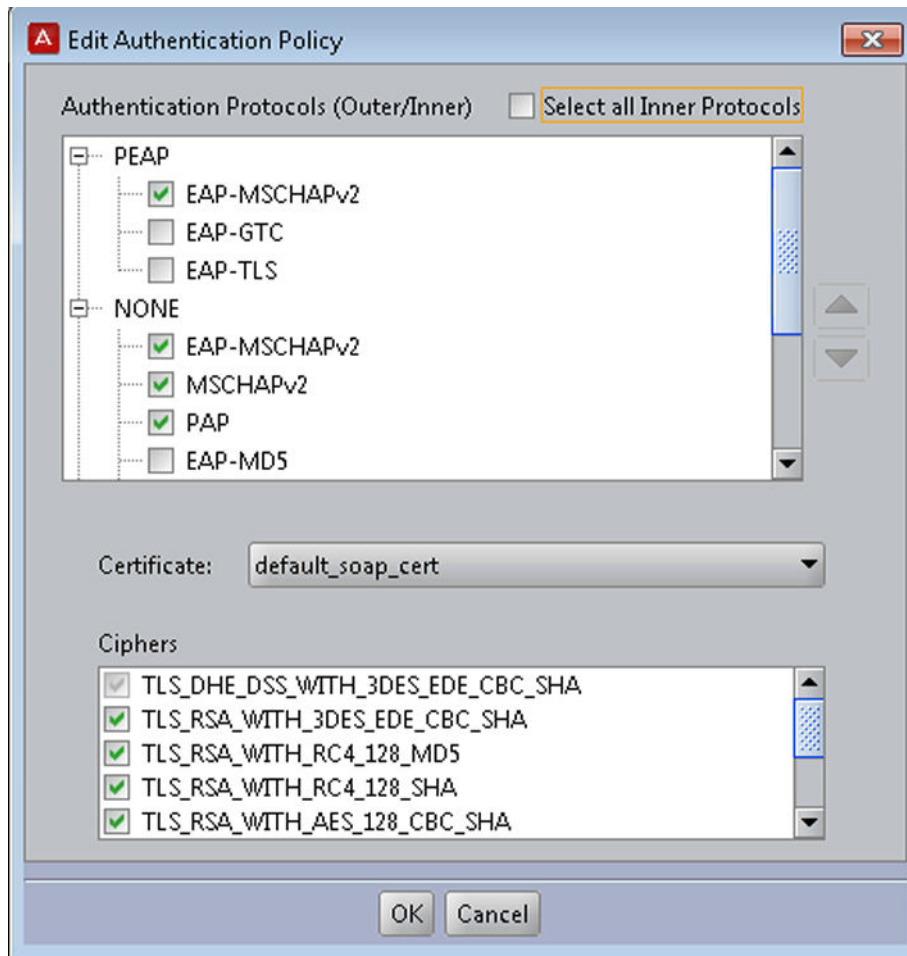 A Edit Authentication Policy
Authentication Protocols (Outer/Inner) Select all Inner Protocols
PEAP
EAP-MSCHAPv2
EAP-GTC
EAP-TLS
NONE
EAP-MSCHAPv2
MSCHAPv2
PAP
EAP-MD5
Certificate: default_soap_cert
Ciphers
TLS_DHE_DSS_WITH_3DES_EDE_CBC_SHA
TLS_RSA_WITH_3DES_EDE_CBC_SHA
TLS_RSA_WITH_RC4_128_MD5
TLS_RSA_WITH_RC4_128_SHA
TLS_RSA_WITH_AES_128_CBC_SHA
OK Cancel